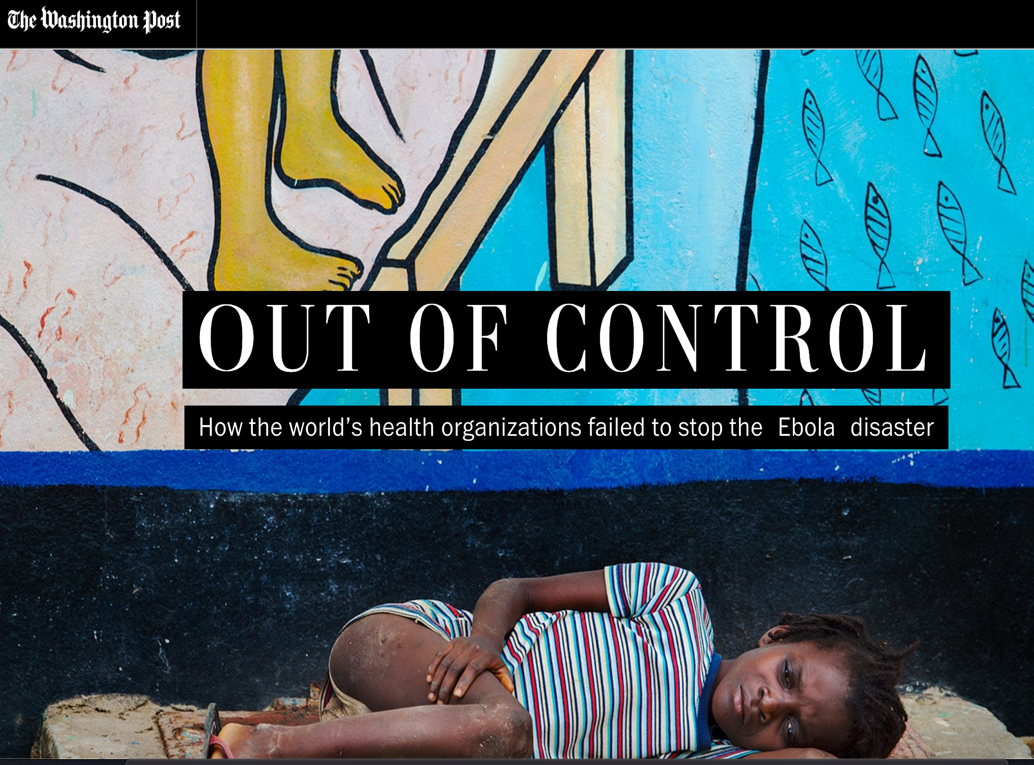 The Washington Post
OUT OF CONTROL
How the world’s health organizations failed to stop the Ebola disaster